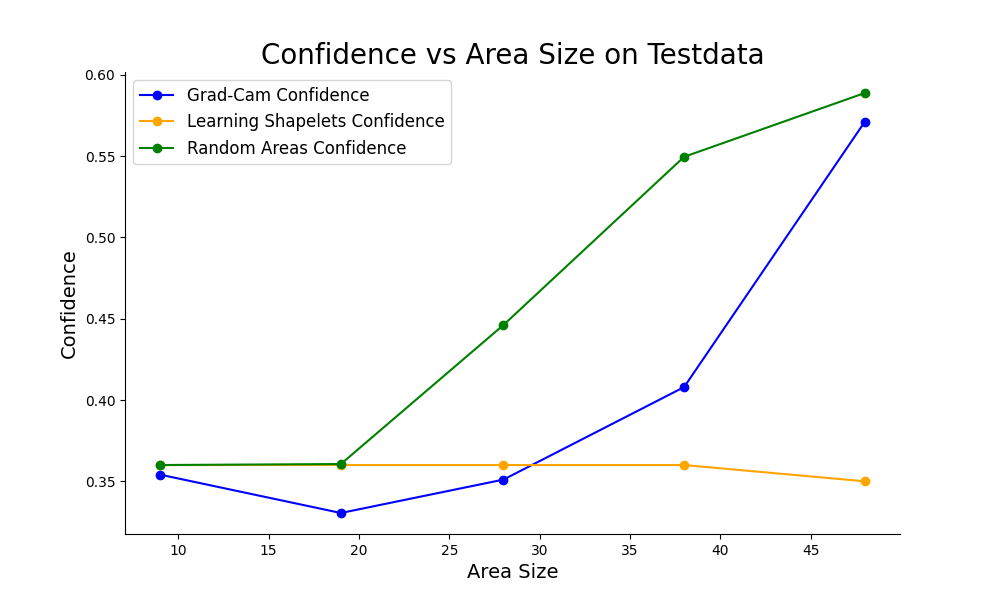 Confidence vs Area Size on Testdata
Grad-Cam Confidence
Learning Shapelets Confidence
Random Areas Confidence
0.60
0.55
0.50
0.45
0.40
0.35
Confidence
10 15 20 25 30 35 40 45
Area Size